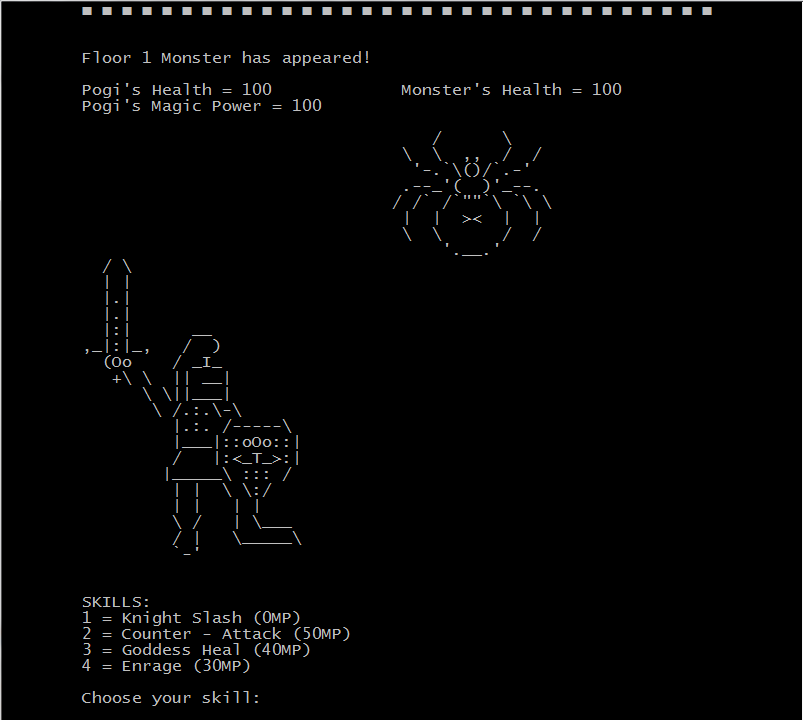 Floor 1 Monster has appeared!
Pogi's Health = 100 Monster's Health = 100
Pogi's Magic Power = 100
SKILLS:
1 = Knight Slash (0MP)
2 = Counter - Attack (50MP)
3 = Goddess Heal (40MP)
4 = Enrage (30MP)
Choose your skill: